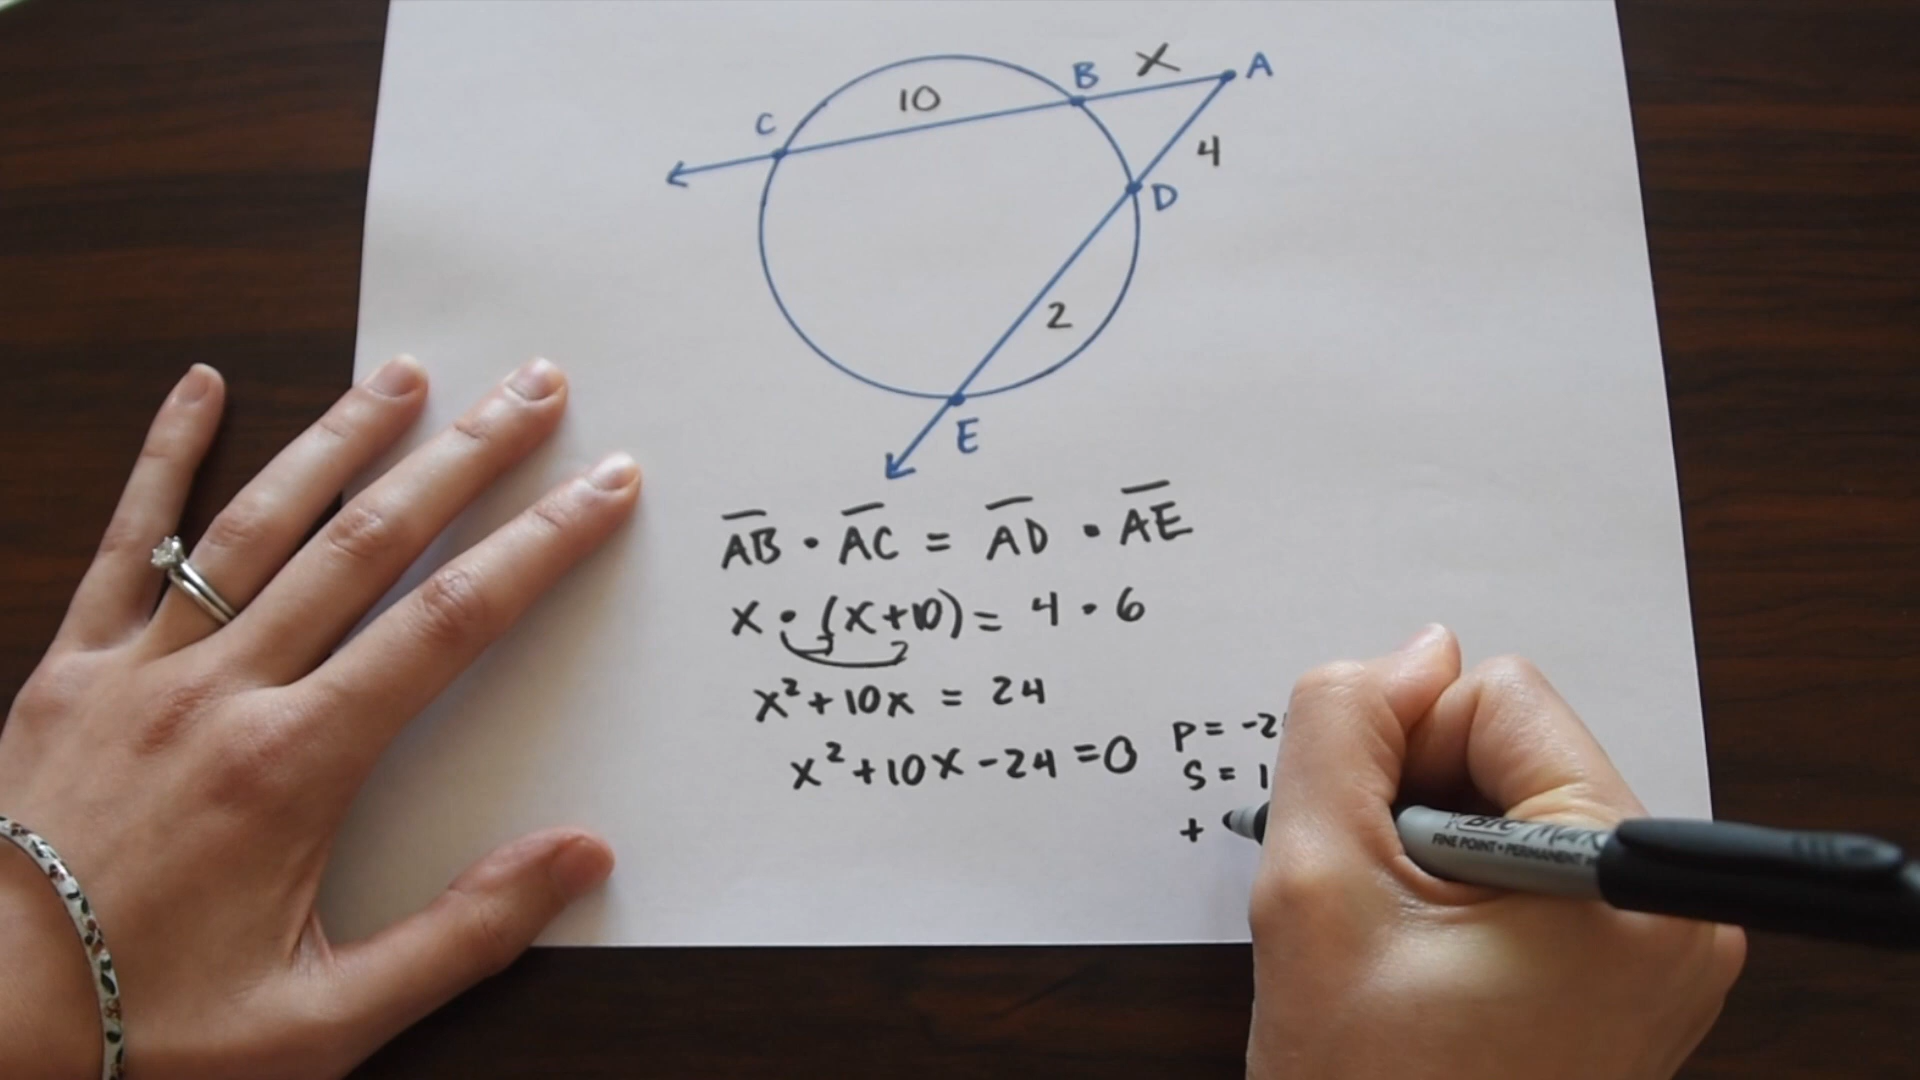 X
A
B
10
C
4
D
2
E
AB · AC = AD · AE
x · (x+10) = 4 · 6
x² + 10x = 24
x² + 10x - 24 = 0
P = -2
S = 1
+
BIC Mark
FINE POINT • PERMANENT